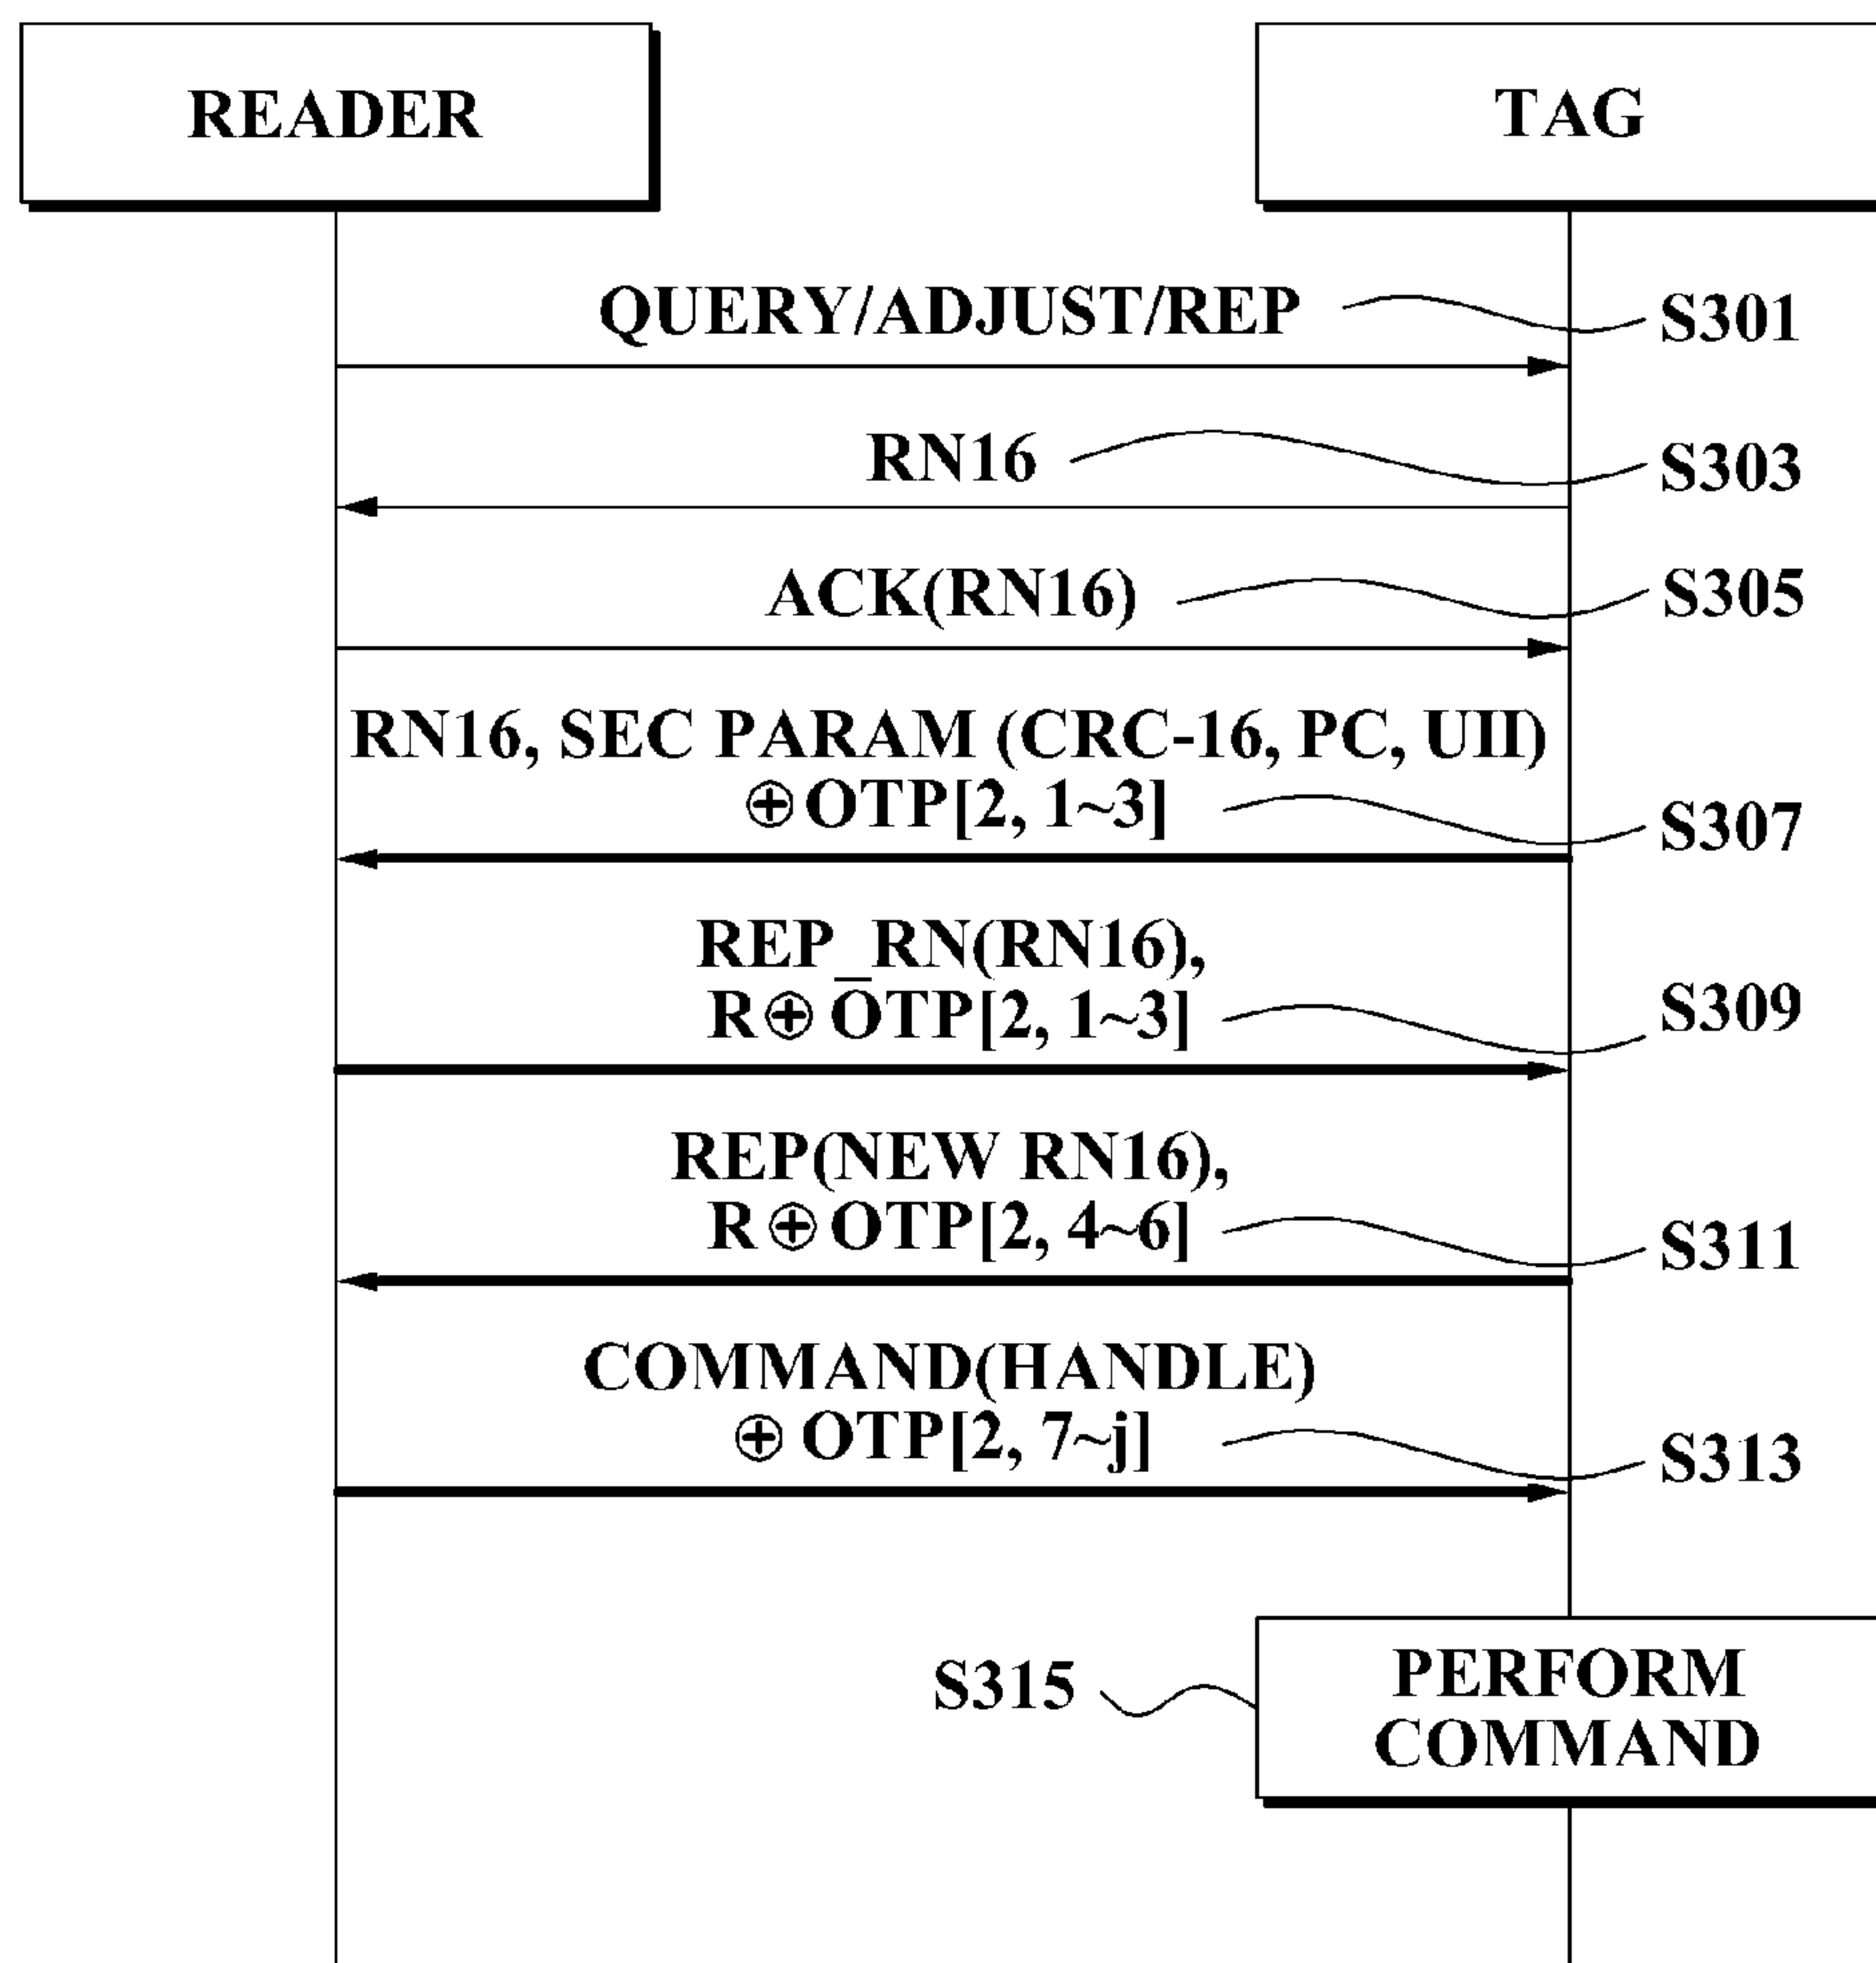 READER
TAG
QUERY/ADJUST/REP
S301
RN16
S303
ACK(RN16)
S305
RN16, SEC PARAM (CRC-16, PC, UII)
⊕OTP[2, 1~3]
S307
REP_RN(RN16),
R⊕OTP[2, 1~3]
S309
REP(NEW RN16),
R⊕OTP[2, 4~6]
S311
COMMAND(HANDLE)
⊕ OTP[2, 7~j]
S313
S315
PERFORM
COMMAND